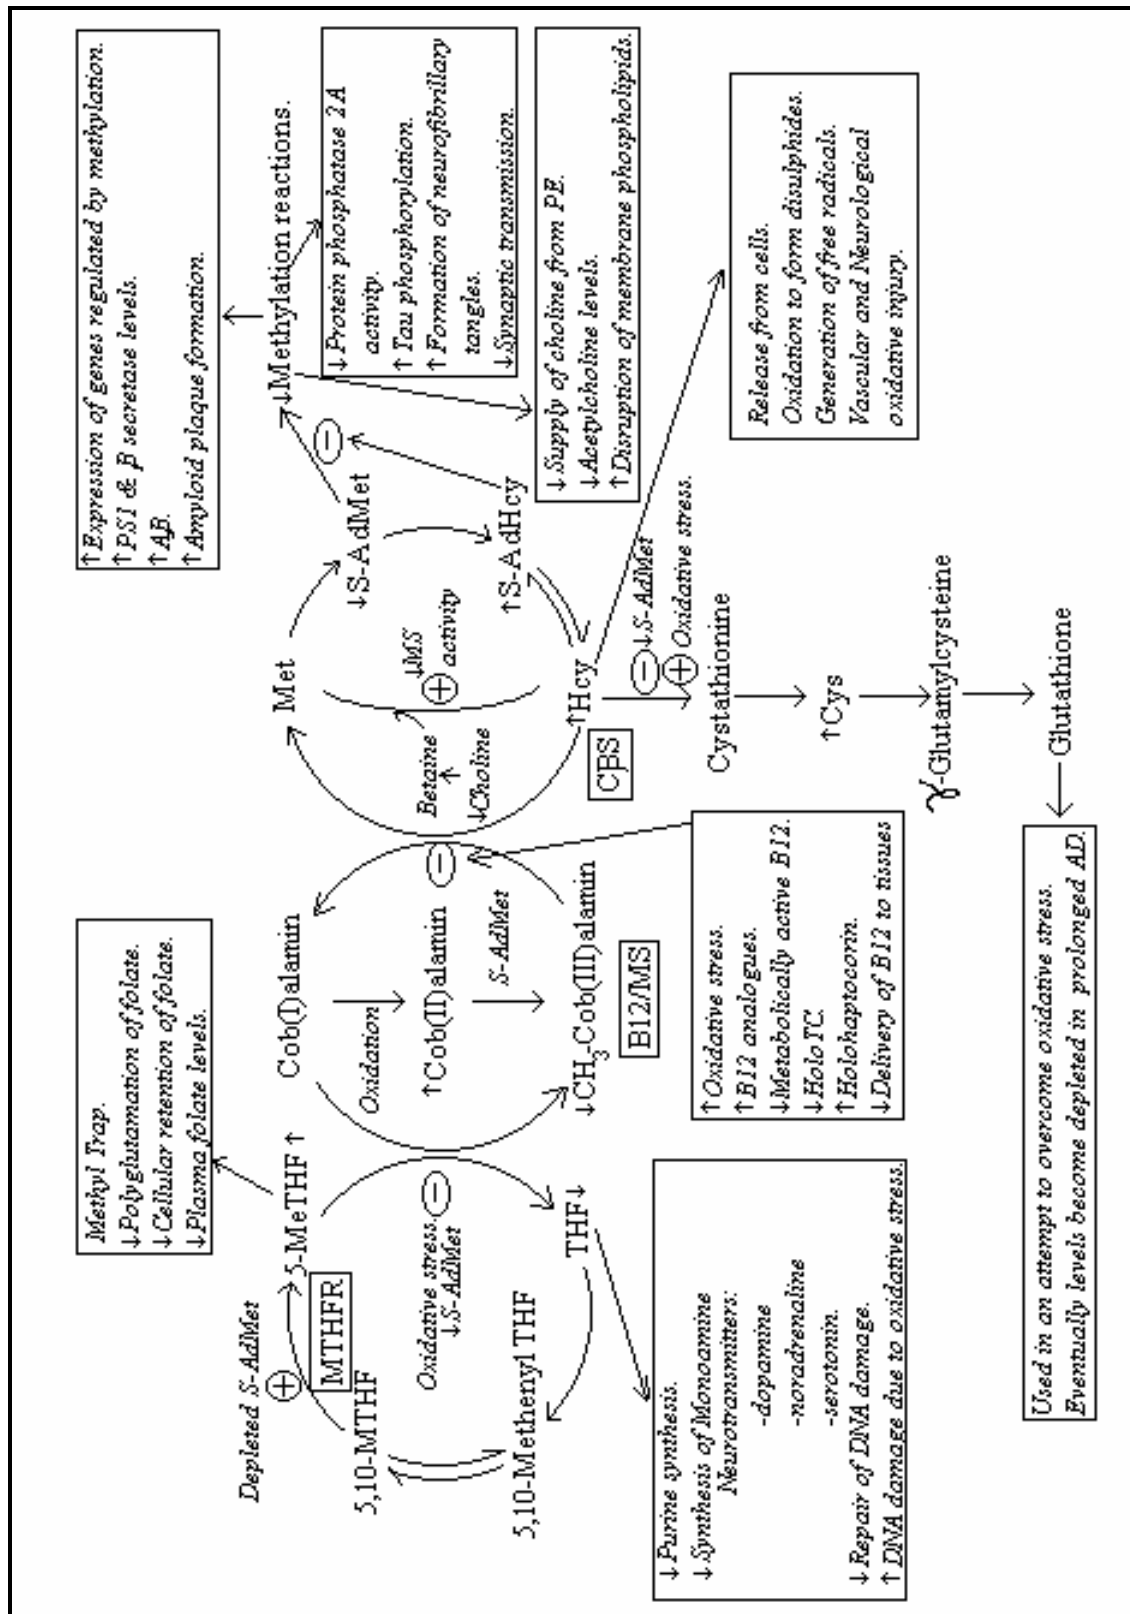 Methyl Trap.
↓Polyglutamation of folate.
↓Cellular retention of folate.
↓Plasma folate levels.
↑Expression of genes regulated by methylation.
↑PS1 & β secretase levels.
↑Aβ.
↑Amyloid plaque formation.
Depleted S-AdMet
+
5-MeTHF↑
MTHFR
5,10-MTHF
5,10-MethenylTHF
THF↓
Oxidative stress.
↓S-AdMet
-
Cob(I)alamin
Oxidation
↑Cob(II)alamin
S-AdMet
↓CH3-Cob(III)alamin
B12/MS
-
Met
Betaine
↑
↓Choline
↓MS
+
activity
↑Hcy
CβS
↓S-AdMet
↑S-AdHcy
-
↓Methylation reactions.
↓Protein phosphatase 2A
activity.
↑Tau phosphorylation.
↑Formation of neurofibrillary
tangles.
↓Synaptic transmission.
↓Supply of choline from PE.
↓Acetylcholine levels.
↑Disruption of membrane phospholipids.
- ↓S-AdMet
+ Oxidative stress.
Cystathionine
↑Cys
γ-Glutamylcysteine
Glutathione
Release from cells.
Oxidation to form disulphides.
Generation of free radicals.
Vascular and Neurological
oxidative injury.
↓Purine synthesis.
↓Synthesis of Monoamine
Neurotransmitters:
-dopamine
-noradrenaline
-serotonin.
↓Repair of DNA damage.
↑DNA damage due to oxidative stress.
↑Oxidative stress.
↑B12 analogues.
↓Metabolically active B12.
↓HoloTC.
↑Holohaptocorin.
↓Delivery of B12 to tissues
Used in an attempt to overcome oxidative stress.
Eventually levels become depleted in prolonged AD.